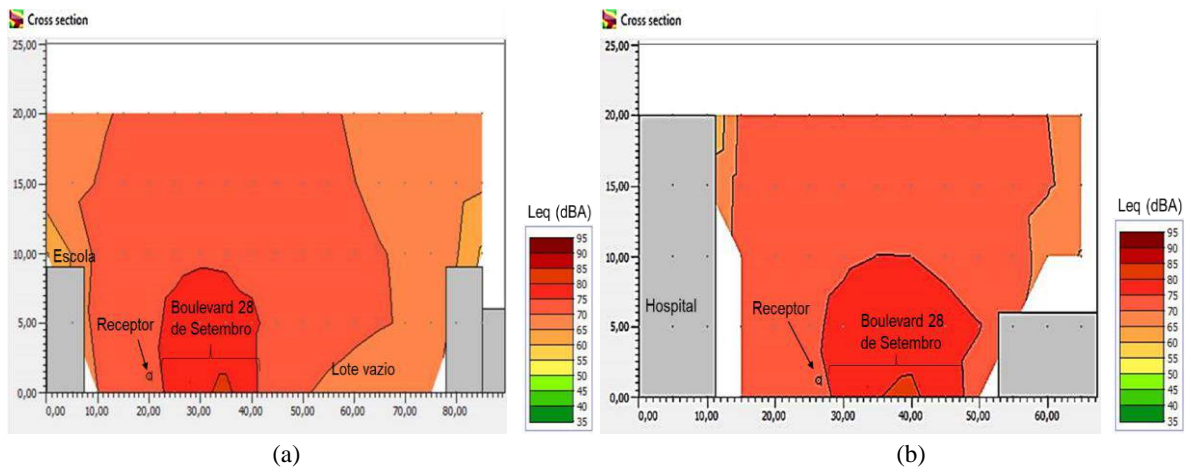 Cross section
25,00
20,00
15,00
10,00
5,00
0,00
Escola
Receptor
Boulevard 28
de Setembro
Lote vazio
0,00 10,00 20,00 30,00 40,00 50,00 60,00 70,00 80,00
Leq (dBA)
95
90
85
80
75
70
65
60
55
50
45
40
35
(a)
Cross section
25,00
20,00
15,00
10,00
5,00
0,00
Hospital
Receptor
Boulevard 28
de Setembro
0,00 10,00 20,00 30,00 40,00 50,00 60,00
Leq (dBA)
95
90
85
80
75
70
65
60
55
50
45
40
35
(b)